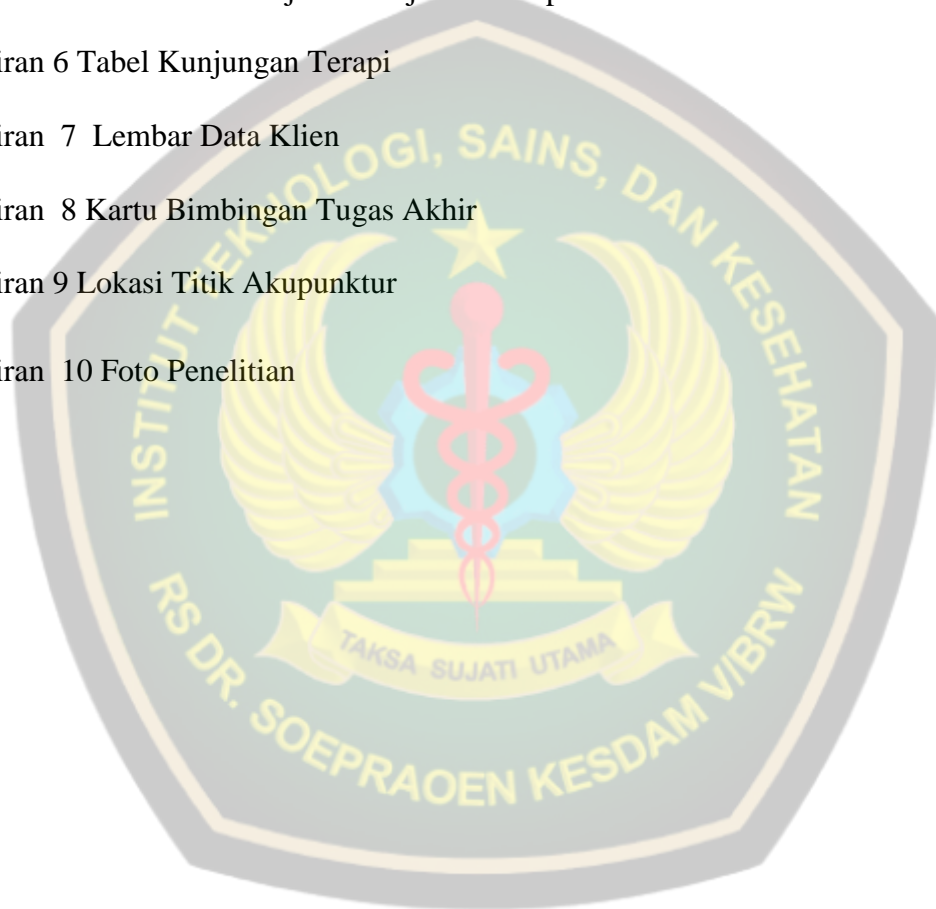 iran 6 Tabel Kunjungan Terapi
iran 7 Lembar Data Klien
iran 8 Kartu Bimbingan Tugas Akhir
iran 9 Lokasi Titik Akupunktur
iran 10 Foto Penelitian
INSTITUT TEKNOLOGI, SAINS, DAN KESEHATAN
TAKSA SUJATI UTAMA
RS DR. SOEPRAOEN KESDAM V/BRW